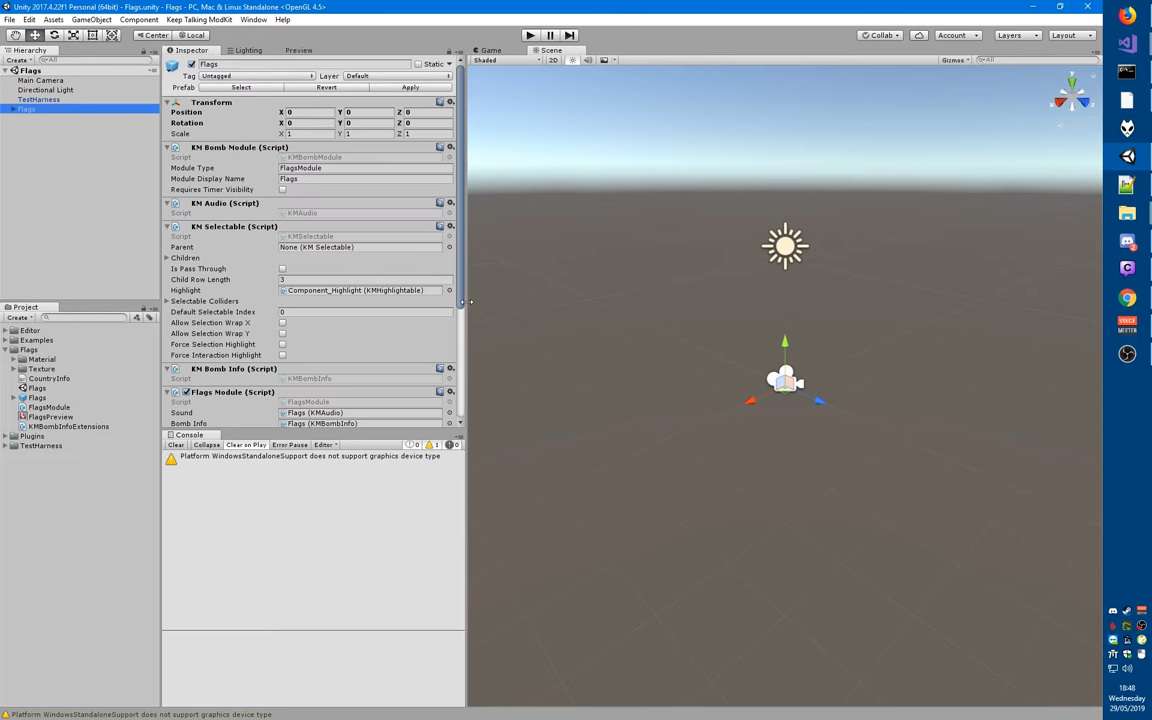 Unity 2017.4.22f1 (64bit) - Flags.unity - Flags - PC, Mac & Linux Standalone <OpenGL 4.5>
File Edit Assets GameObject Component Keep Talking ModKit Window Help
Center Local Collab Account Layers Layout
Hierarchy
Create All
Flags
Main Camera
Directional Light
TestHarness
Flags
Project
Create
Editor
Examples
Flags
Material
Texture
CountryInfo
Flags
Flags
FlagsModule
FlagsPreview
KMBombInfoExtensions
Plugins
TestHarness
Inspector Lighting Preview
Flags Static
Tag Untagged Layer Default
Prefab Select Revert Apply
Transform
Position X 0 Y 0 Z 0
Rotation X 0 Y 0 Z 0
Scale X 1 Y 1 Z 1
KM Bomb Module (Script)
Script KMBombModule
Module Type FlagsModule
Module Display Name Flags
Requires Timer Visibility
KM Audio (Script)
Script KMAudio
KM Selectable (Script)
Script KMSelectable
Parent None (KM Selectable)
Children
Is Pass Through
Child Row Length 3
Highlight Component_Highlight (KMHighlightable)
Selectable Colliders
Default Selectable Index 0
Allow Selection Wrap X
Allow Selection Wrap Y
Force Selection Highlight
Force Interaction Highlight
KM Bomb Info (Script)
Script KMBombInfo
Flags Module (Script)
Script FlagsModule
Sound Flags (KMAudio)
Bomb Info Flags (KMBombInfo)
Console
Clear Collapse Clear on Play Error Pause Editor 0 1 0
Platform WindowsStandaloneSupport does not support graphics device type
Game Scene
Shaded 2D Gizmos All
Platform WindowsStandaloneSupport does not support graphics device type
18:48
Wednesday
29/05/2019